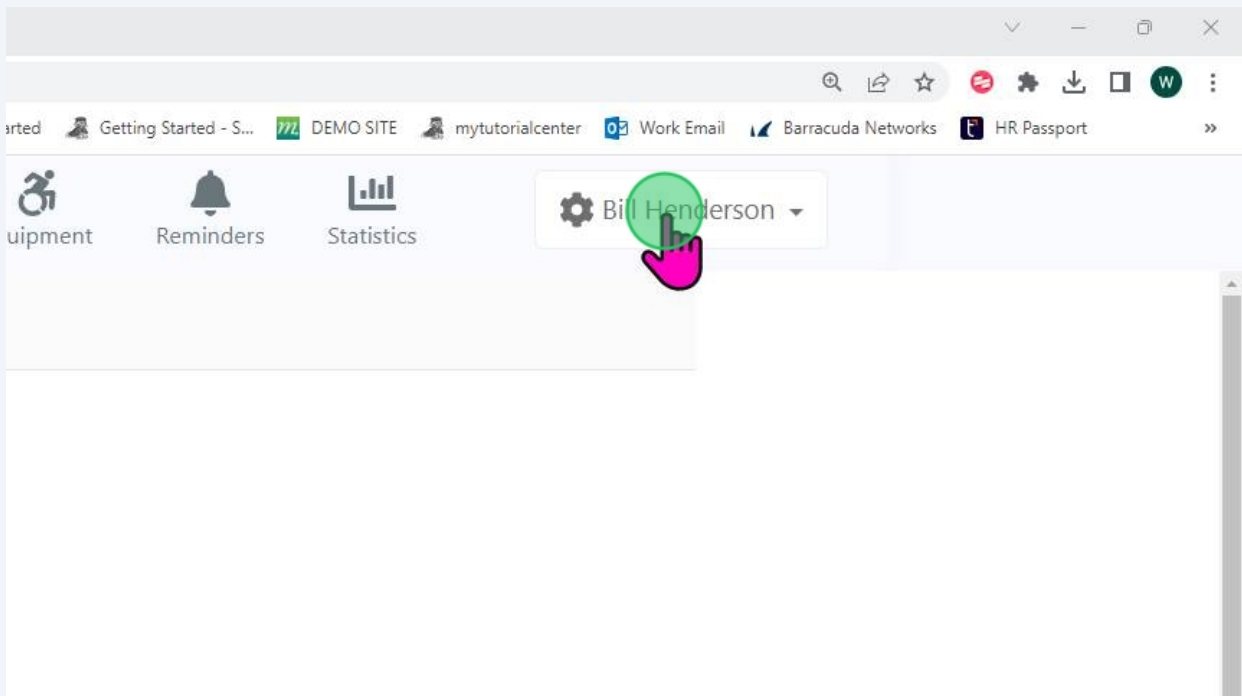 W
arted Getting Started - S... DEMO SITE mytutorialcenter Work Email Barracuda Networks HR Passport »
uipment Reminders Statistics Bill Henderson